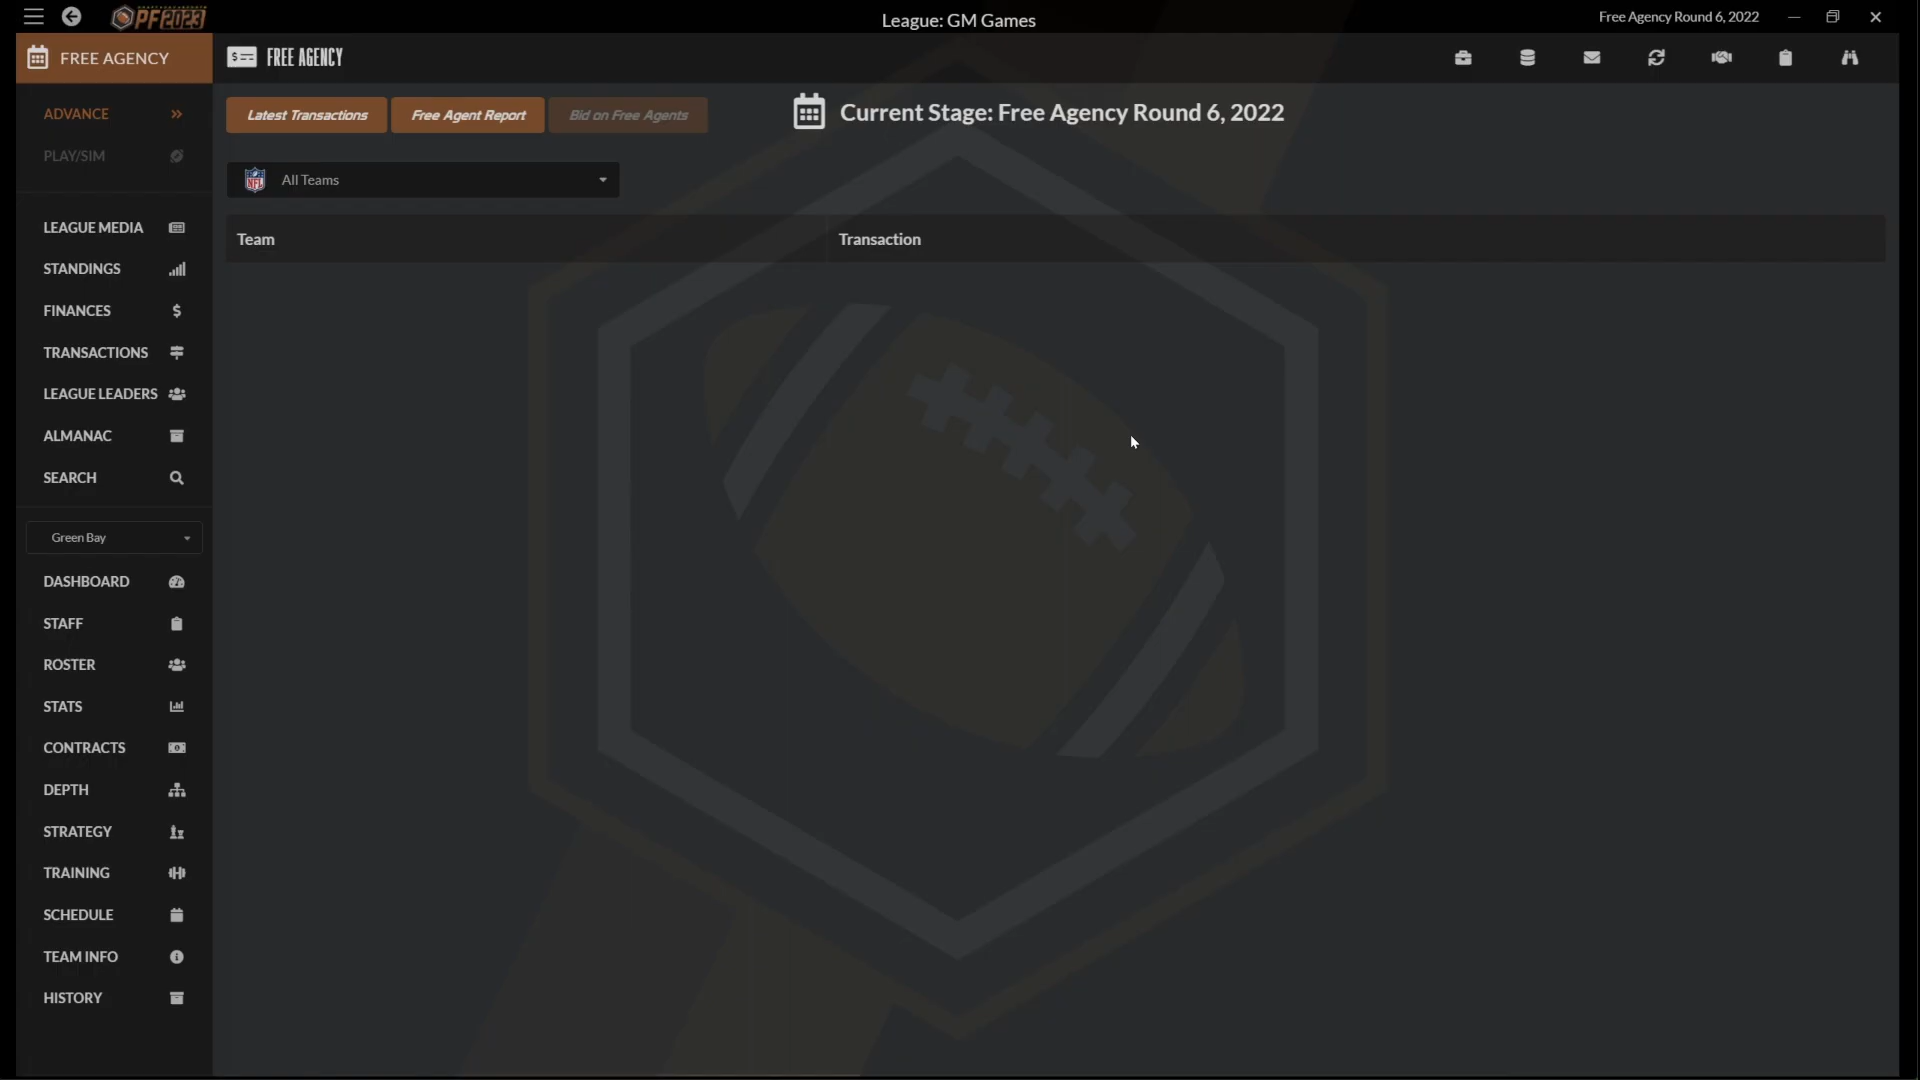 PF2023
League: GM Games
Free Agency Round 6, 2022
FREE AGENCY
FREE AGENCY
ADVANCE
PLAY/SIM
Latest Transactions
Free Agent Report
Bid on Free Agents
Current Stage: Free Agency Round 6, 2022
All Teams
Team
Transaction
LEAGUE MEDIA
STANDINGS
FINANCES
TRANSACTIONS
LEAGUE LEADERS
ALMANAC
SEARCH
Green Bay
DASHBOARD
STAFF
ROSTER
STATS
CONTRACTS
DEPTH
STRATEGY
TRAINING
SCHEDULE
TEAM INFO
HISTORY